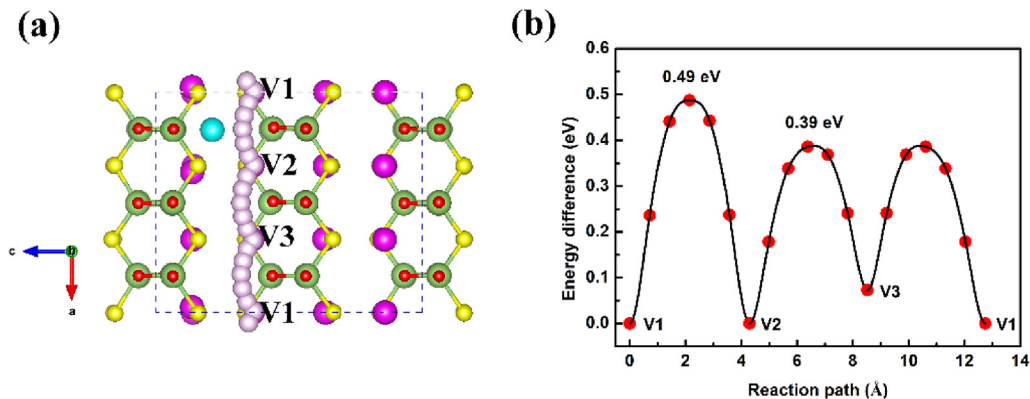 (a)
V1
V2
V3
V1
c
b
a
(b)
Energy difference (eV)
0.6
0.5
0.4
0.3
0.2
0.1
0.0
0.49 eV
0.39 eV
V1
V2
V3
V1
0 2 4 6 8 10 12 14
Reaction path (Å)